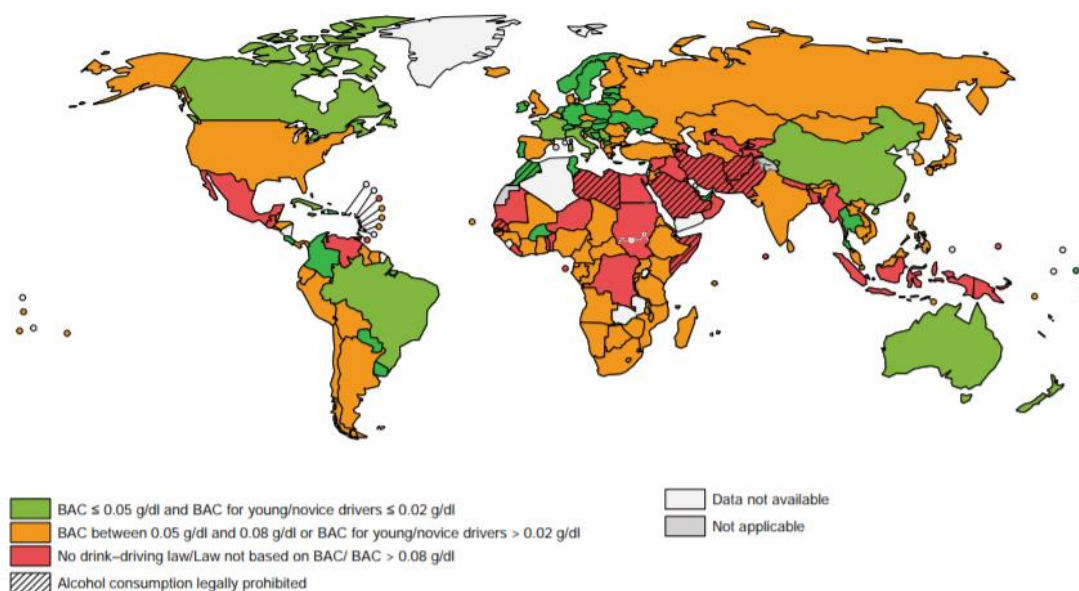 BAC ≤ 0.05 g/dl and BAC for young/novice drivers ≤ 0.02 g/dl
BAC between 0.05 g/dl and 0.08 g/dl or BAC for young/novice drivers > 0.02 g/dl
No drink–driving law/Law not based on BAC/ BAC > 0.08 g/dl
Alcohol consumption legally prohibited
Data not available
Not applicable